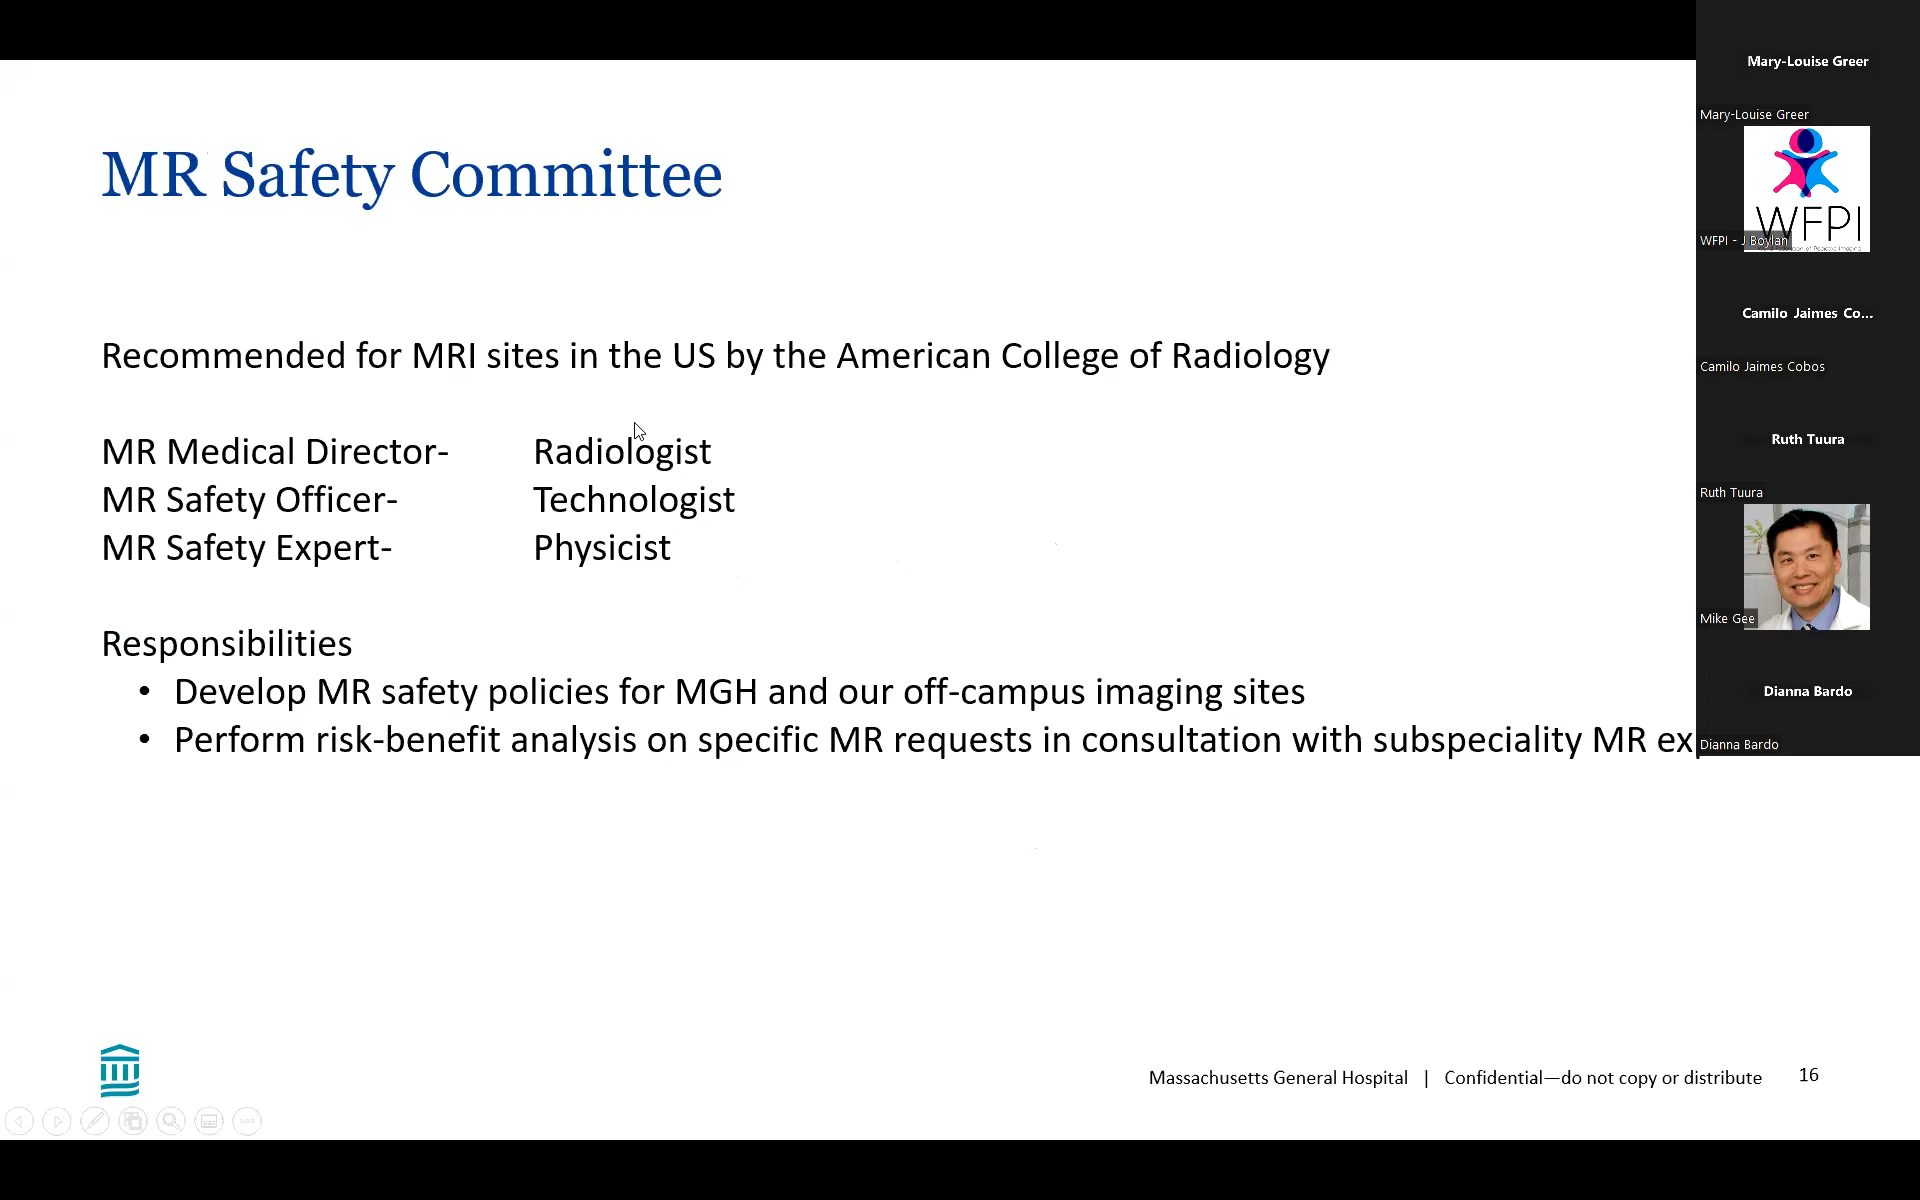 MR Safety Committee
Recommended for MRI sites in the US by the American College of Radiology
MR Medical Director- Radiologist
MR Safety Officer- Technologist
MR Safety Expert- Physicist
Responsibilities
• Develop MR safety policies for MGH and our off-campus imaging sites
• Perform risk-benefit analysis on specific MR requests in consultation with subspeciality MR
Massachusetts General Hospital | Confidential—do not copy or distribute 16
Mary-Louise Greer
Mary-Louise Greer
WFPI
WFPI - J Boylan
Camilo Jaimes Co...
Camilo Jaimes Cobos
Ruth Tuura
Ruth Tuura
Mike Gee
Dianna Bardo
Dianna Bardo